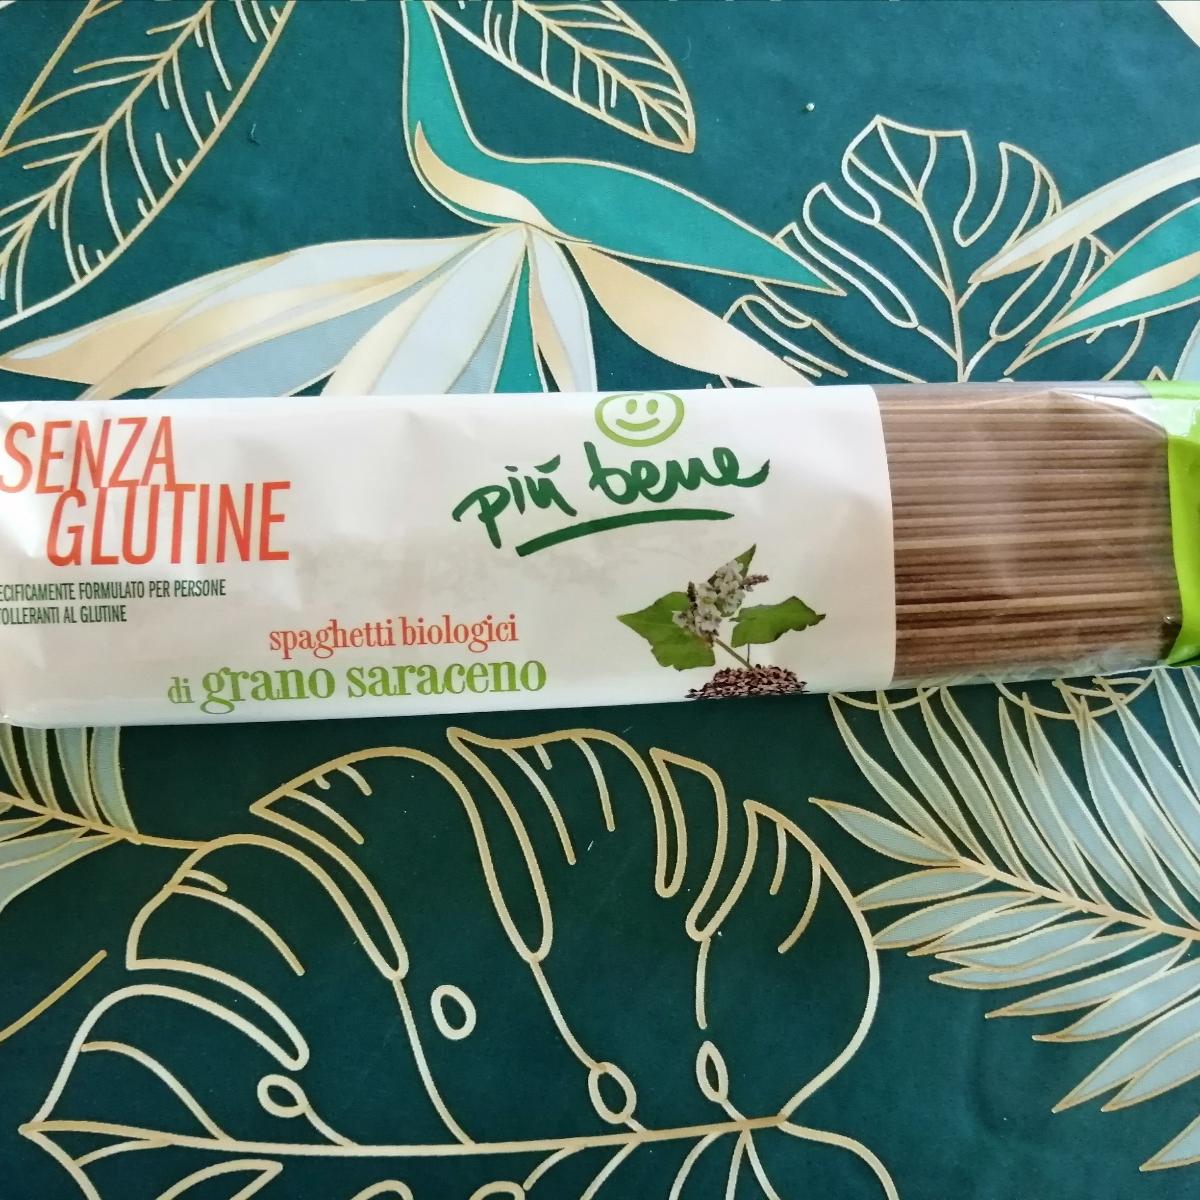 SENZA
GLUTINE
ECIFICAMENTE FORMULATO PER PERSONE
TOLLERANTI AL GLUTINE
più bene
spaghetti biologici
di grano saraceno